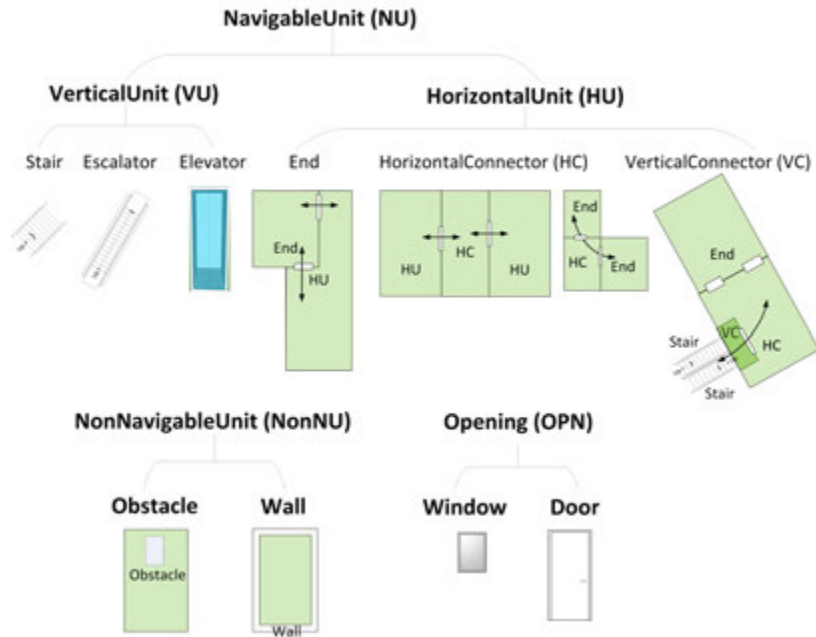 NavigableUnit (NU)
VerticalUnit (VU)
HorizontalUnit (HU)
Stair
Escalator
Elevator
End
HorizontalConnector (HC)
VerticalConnector (VC)
End
HU
HU
HC
HU
End
HC
End
End
VC
HC
Stair
Stair
NonNavigableUnit (NonNU)
Opening (OPN)
Obstacle
Wall
Window
Door
Obstacle
Wall